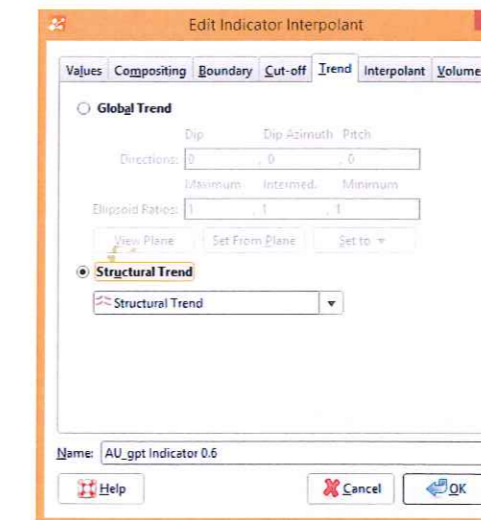 Edit Indicator Interpolant
Values Compositing Boundary Cut-off Trend Interpolant Volume
Global Trend
Dip Dip Azimuth Pitch
Directions: 0 , 0 , 0
Maximum Intermed. Minimum
Ellipsoid Ratios: 1 , 1 , 1
View Plane Set From Plane Set to
Structural Trend
Structural Trend
Name: AU_gpt Indicator 0.6
Help Cancel OK